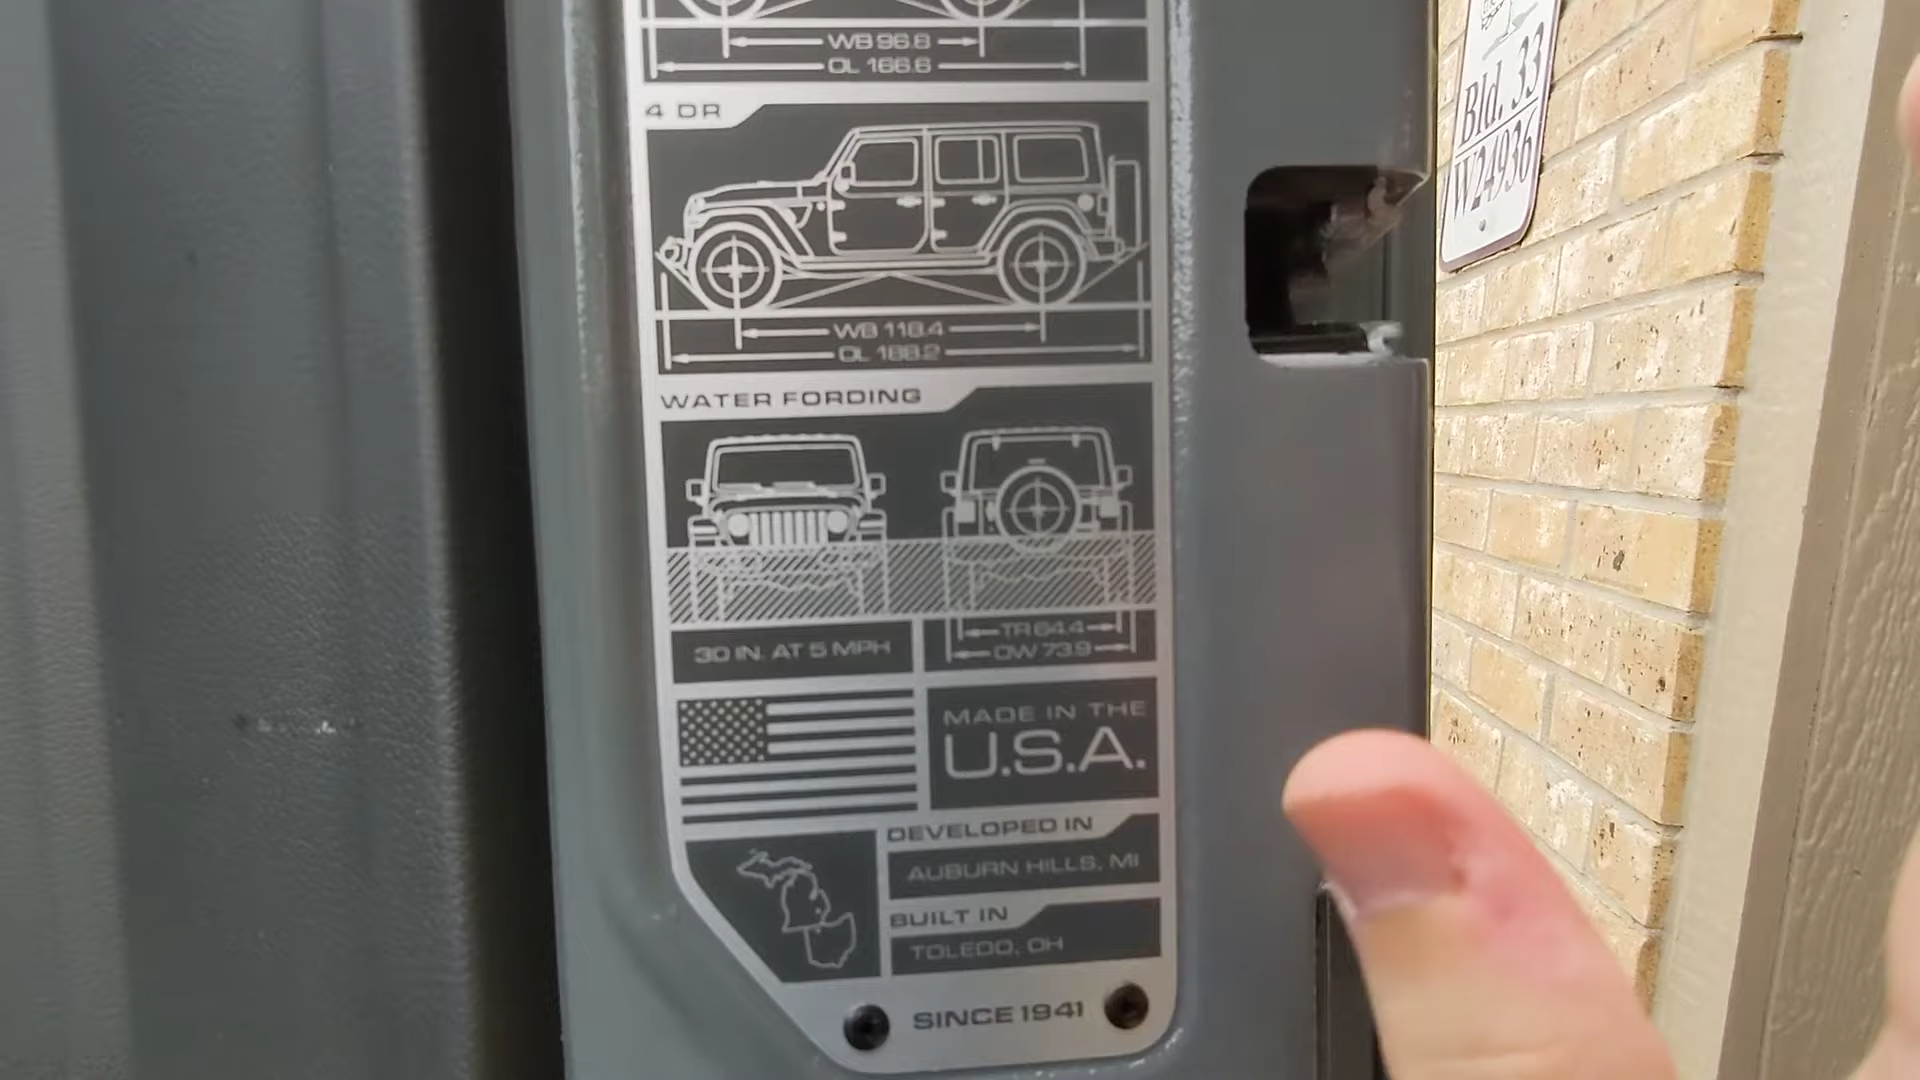 WB 96.8
OL 166.6
4 DR
WB 118.4
OL 188.2
WATER FORDING
30 IN. AT 5 MPH
TR 64.4
OW 73.9
MADE IN THE
U.S.A.
DEVELOPED IN
AUBURN HILLS, MI
BUILT IN
TOLEDO, OH
SINCE 1941
Bld. 33
W24936